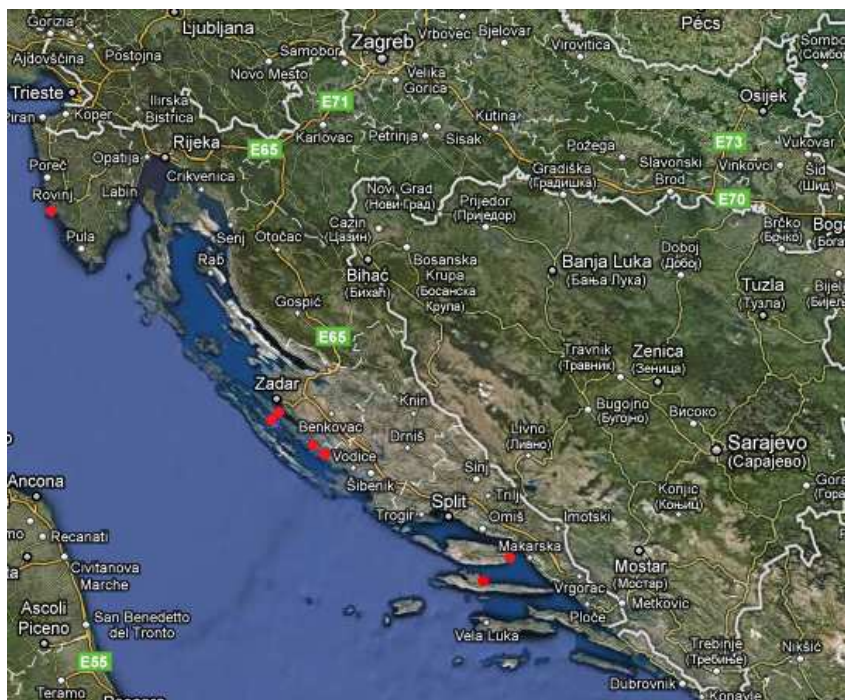 Gorizia
Ljubljana
Pécs
Ajdovščina
Postojna
Samobor
Zagreb
Vrbovec
Bjelovar
Virovitica
Sombo
(Сомбо
Novo Mesto
Velika
Gorica
Trieste
Piran
Koper
Ilirska
Bistrica
E71
Kutina
Osijek
Opatija
Rijeka
E65
Karlovac
Petrinja
Sisak
Požega
E73
Vukovar
Poreč
Crikvenica
Gradiška
(Градишка)
Slavonski
Brod
Vinkovci
Šid
(Шид)
Rovinj
Labin
Novi Grad
(Нови Град)
Prijedor
(Приједор)
E70
Pula
Senj
Otočac
Cazin
(Цазин)
Brčko
(Брчко)
Rab
Bihać
(Бихаћ)
Bosanska
Krupa
(Босанска
Крупа)
Banja Luka
(Бања Лука)
Doboj
(Добој)
Gospić
Tuzla
(Тузла)
E65
Travnik
(Травник)
Zenica
(Зеница)
Zadar
Knin
Bugojno
(Бугојно)
Високо
Benkovac
Drniš
Livno
(Ливно)
Sarajevo
(Сарајево)
Vodice
Šibenik
Sinj
Ancona
Trilj
Konjic
(Коњиц)
Split
Trogir
Omiš
Imotski
Recanati
Makarska
Civitanova
Marche
Mostar
(Мостар)
Vrgorac
Ascoli
Piceno
Ploče
Metkovic
San Benedetto
del Tronto
Vela Luka
Trebinje
(Требиње)
Nikšić
E55
Teramo
Dubrovnik
Konavle